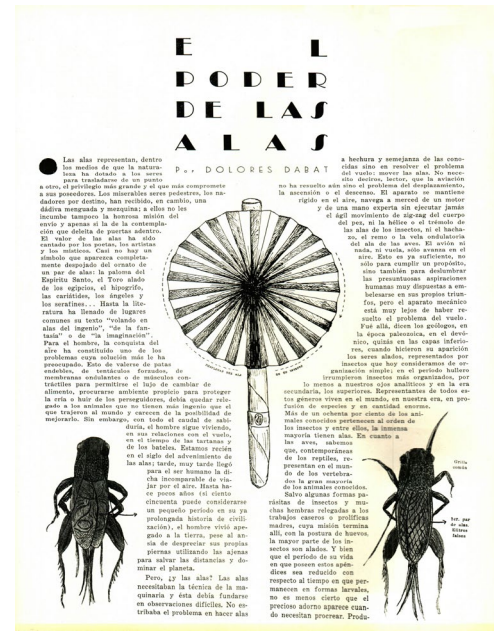 EL
PODER
DE LAS
ALAS
Por DOLORES DABAT
Las alas representan, dentro
los medios de que la natura-
leza ha dotado a los seres
para trasladarse de un punto
a otro, el privilegio más grande y el que más compromete
a sus poseedores. Los miserables seres pedestres, los na-
dadores por destino, han recibido, en cambio, una
dádiva menguada y mezquina; a ellos no les
incumbe tampoco la honrosa misión del
envío y apenas si la de la contempla-
ción que deleita de puertas adentro.
El valor de las alas ha sido
cantado por los poetas, los artistas
y los místicos. Casi no hay un
símbolo que aparezca completa-
mente despojado del ornato de
un par de alas: la paloma del
Espíritu Santo, el Toro alado
de los egipcios, el hipogrifo,
las cariátides, los ángeles y
los serafines... Hasta la lite-
ratura ha llenado de lugares
comunes su texto "volando en
alas del ingenio", "de la fan-
tasía" o de "la imaginación".
Para el hombre, la conquista del
aire ha constituido uno de los
problemas cuya solución más le ha
preocupado. Esto de valerse de patas
endebles, de tentáculos forzudos, de
membranas ondulantes o de músculos con-
tráctiles para permitirse el lujo de cambiar de
alimento, procurarse ambiente propicio para proteger
la cría o huir de los perseguidores, debía quedar rele-
gado a los animales que no tienen más ingenio que el
que trajeron al mundo y carecen de la posibilidad de
mejorarlo. Sin embargo, con todo el caudal de sabi-
duría, el hombre sigue viviendo,
en sus relaciones con el vuelo,
en el tiempo de las tartanas y
de los bateles. Estamos recién
en el siglo del advenimiento de
las alas; tarde, muy tarde llegó
para el ser humano la di-
cha incomparable de via-
jar por el aire. Hasta ha-
ce pocos años (si ciento
cincuenta puede considerarse
un pequeño período en su ya
prolongada historia de civili-
zación), el hombre vivió ape-
gado a la tierra, pese al an-
sia de despreciar sus propias
piernas utilizando las ajenas
para salvar las distancias y do-
minar el planeta.
Pero, ¿y las alas? Las alas
necesitaban la técnica de la ma-
quinaria y ésta debía fundarse
en observaciones difíciles. No es-
tribaba el problema en hacer alas
a hechura y semejanza de las cono-
cidas sino en resolver el problema
del vuelo: mover las alas. No nece-
sito deciros, lector, que la aviación
no ha resuelto aún sino el problema del desplazamiento,
la ascensión o el descenso. El aparato se mantiene
rígido en el aire, navega a merced de un motor
y de una mano experta sin ejecutar jamás
el ágil movimiento de zig-zag del cuerpo
del pez, ni la hélice o el trémolo de
las alas de los insectos, ni el hacha-
zo, el remo o la vela ondulatoria
del ala de las aves. El avión ni
nada, ni vuela, sólo avanza en el
aire. Esto es ya suficiente, no
sólo para cumplir un propósito,
sino también para deslumbrar
las presuntuosas aspiraciones
humanas muy dispuestas a em-
belesarse en sus propios triun-
fos, pero el aparato mecánico
está muy lejos de haber re-
suelto el problema del vuelo.
Fué allá, dicen los geólogos, en
la época paleozoica, en el devó-
nico, quizás en las capas inferio-
res, cuando hicieron su aparición
los seres alados, representados por
insectos que hoy consideramos de or-
ganización simple; en el período hullero
irrumpieron insectos más organizados, por
lo menos a nuestros ojos analíticos y en la era
secundaria, los superiores. Representantes de todos es-
tos géneros viven en el mundo, en nuestra era, en pro-
fusión de especies y en cantidad enorme.
Más de un ochenta por ciento de los ani-
males conocidos pertenecen al orden de
los insectos y entre ellos, la inmensa
mayoría tienen alas. En cuanto a
las aves, sabemos
que, contemporáneas
de los reptiles, re-
presentan en el mun-
do de los vertebra-
dos la gran mayoría
de los animales conocidos.
Salvo algunas formas pa-
rásitas de insectos y mu-
chas hembras relegadas a los
trabajos caseros o prolíficas
madres, cuya misión termina
allí, con la postura de huevos,
la mayor parte de los in-
sectos son alados. Y bien
que el período de su vida
en que poseen estos apén-
dices sea reducido con
respecto al tiempo en que per-
manecen en formas larvales,
no es menos cierto que el
precioso adorno aparece cuan-
do necesitan procrear. Produ-
Grillo
común
1er. par
de alas.
Elitros
falsos